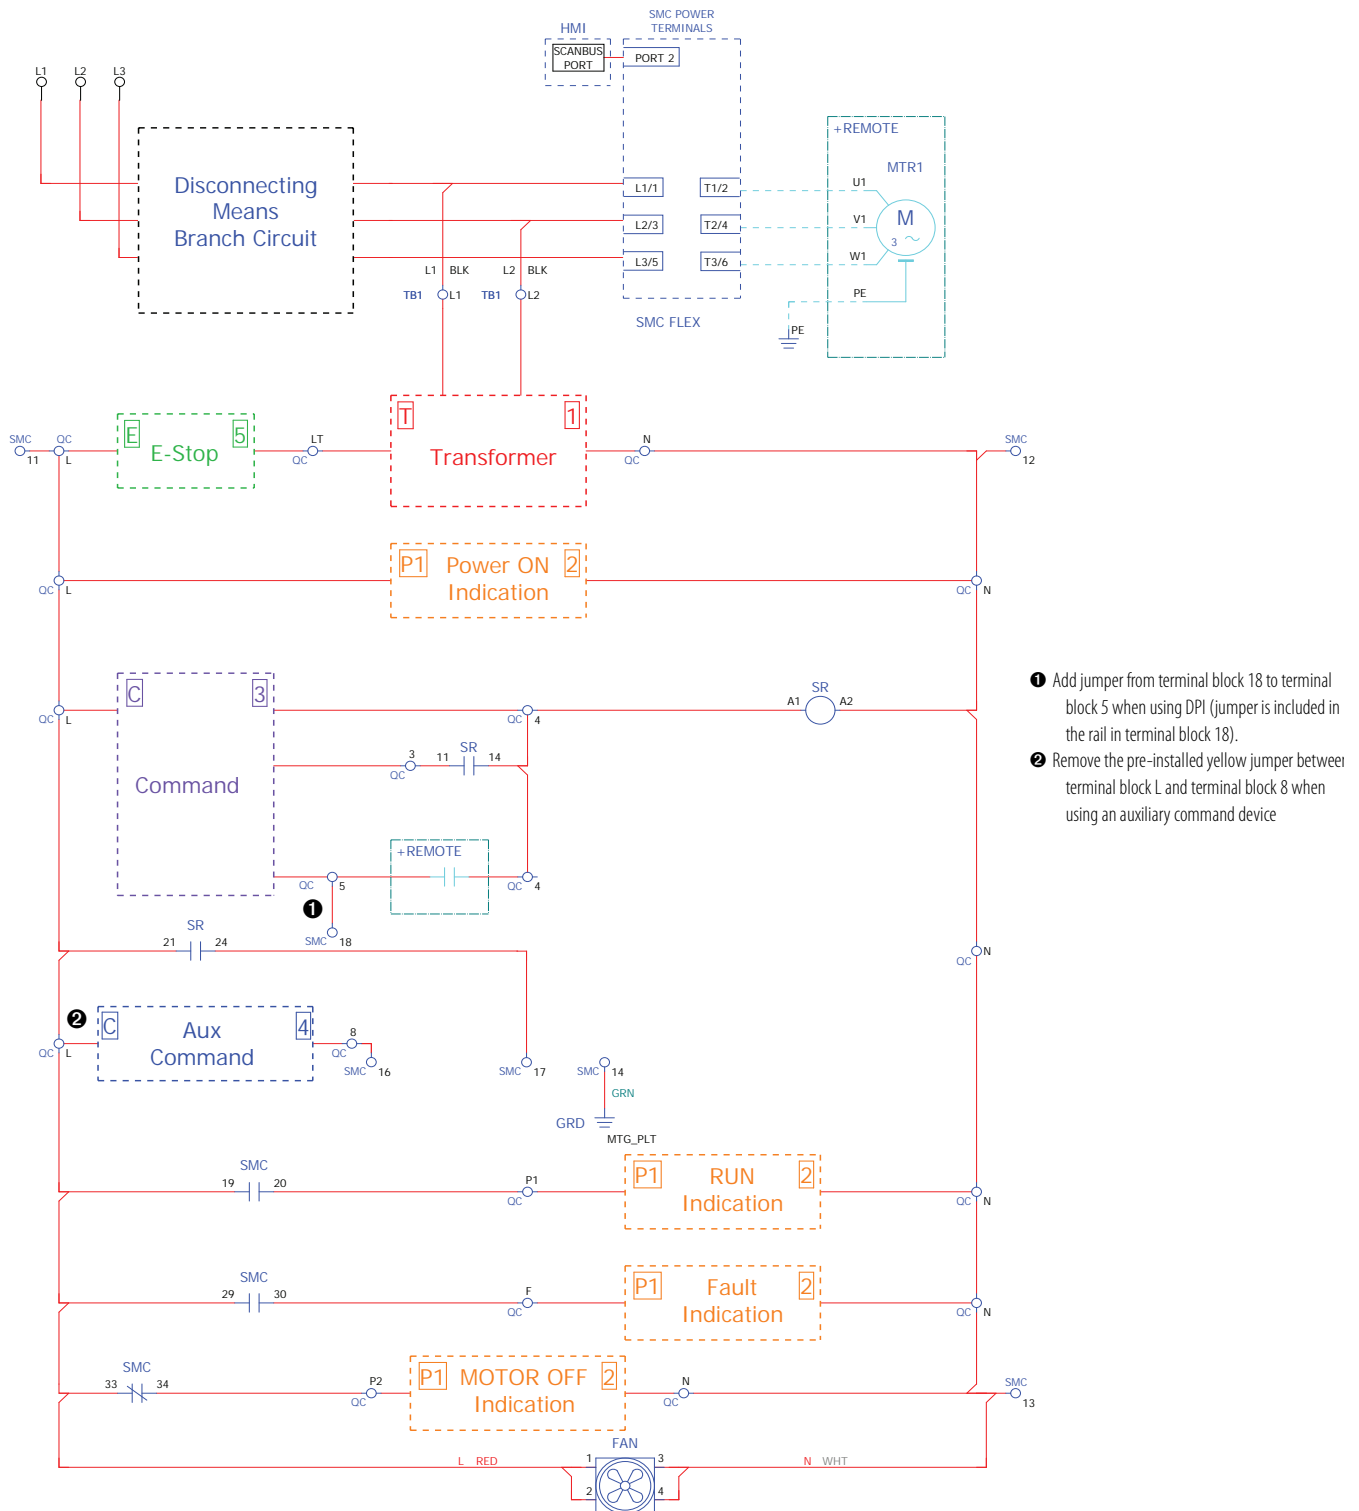 SMC POWER
TERMINALS
HMI
SCANBUS
PORT
PORT 2
L1 L2 L3
+REMOTE
MTR1
Disconnecting
Means
Branch Circuit
L1/1 T1/2 U1
L2/3 T2/4 V1
M
3
L3/5 T3/6 W1
L1 BLK L2 BLK
TB1 L1 TB1 L2
PE
SMC FLEX
PE
T 1
E 5
SMC QC LT N SMC
11 L E-Stop QC Transformer QC 12
P1 Power ON 2
Indication
QC L QC N
C 3
SR
A1 A2
QC L QC 4
❶ Add jumper from terminal block 18 to terminal
block 5 when using DPI (jumper is included in
the rail in terminal block 18).
❷ Remove the pre-installed yellow jumper between
terminal block L and terminal block 8 when
using an auxiliary command device
SR
3 11 14
QC
Command
+REMOTE
QC 5 QC 4
❶
SR
21 24 SMC 18
QC N
❷
C Aux 4
Command
QC L 8
QC
SMC 16 SMC 17 SMC 14
GRN
GRD
MTG_PLT
SMC
19 20 P1
QC
P1 RUN 2
Indication
QC N
SMC
29 30 F
QC
P1 Fault 2
Indication
QC N
SMC
33 34 P2
QC
P1 MOTOR OFF 2
Indication
N
QC
SMC
13
FAN
L RED 1 3 N WHT
2 4